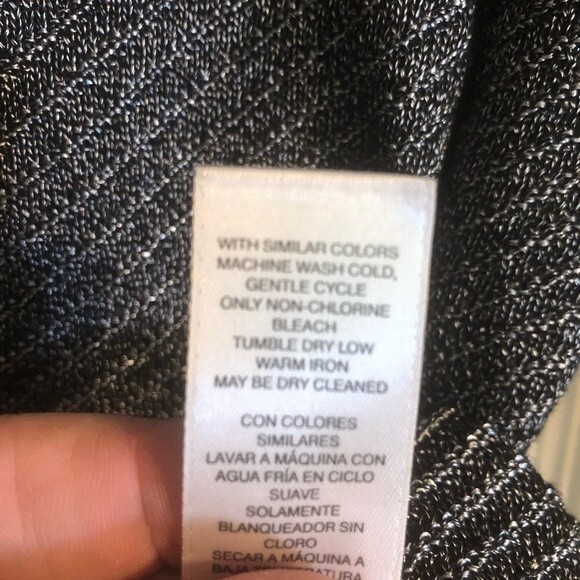 WITH SIMILAR COLORS
MACHINE WASH COLD,
GENTLE CYCLE
ONLY NON-CHLORINE
BLEACH
TUMBLE DRY LOW
WARM IRON
MAY BE DRY CLEANED
CON COLORES
SIMILARES
LAVAR A MÁQUINA CON
AGUA FRÍA EN CICLO
SUAVE
SOLAMENTE
BLANQUEADOR SIN
CLORO
SECAR A MÁQUINA A
BAJA TEMPERATURA